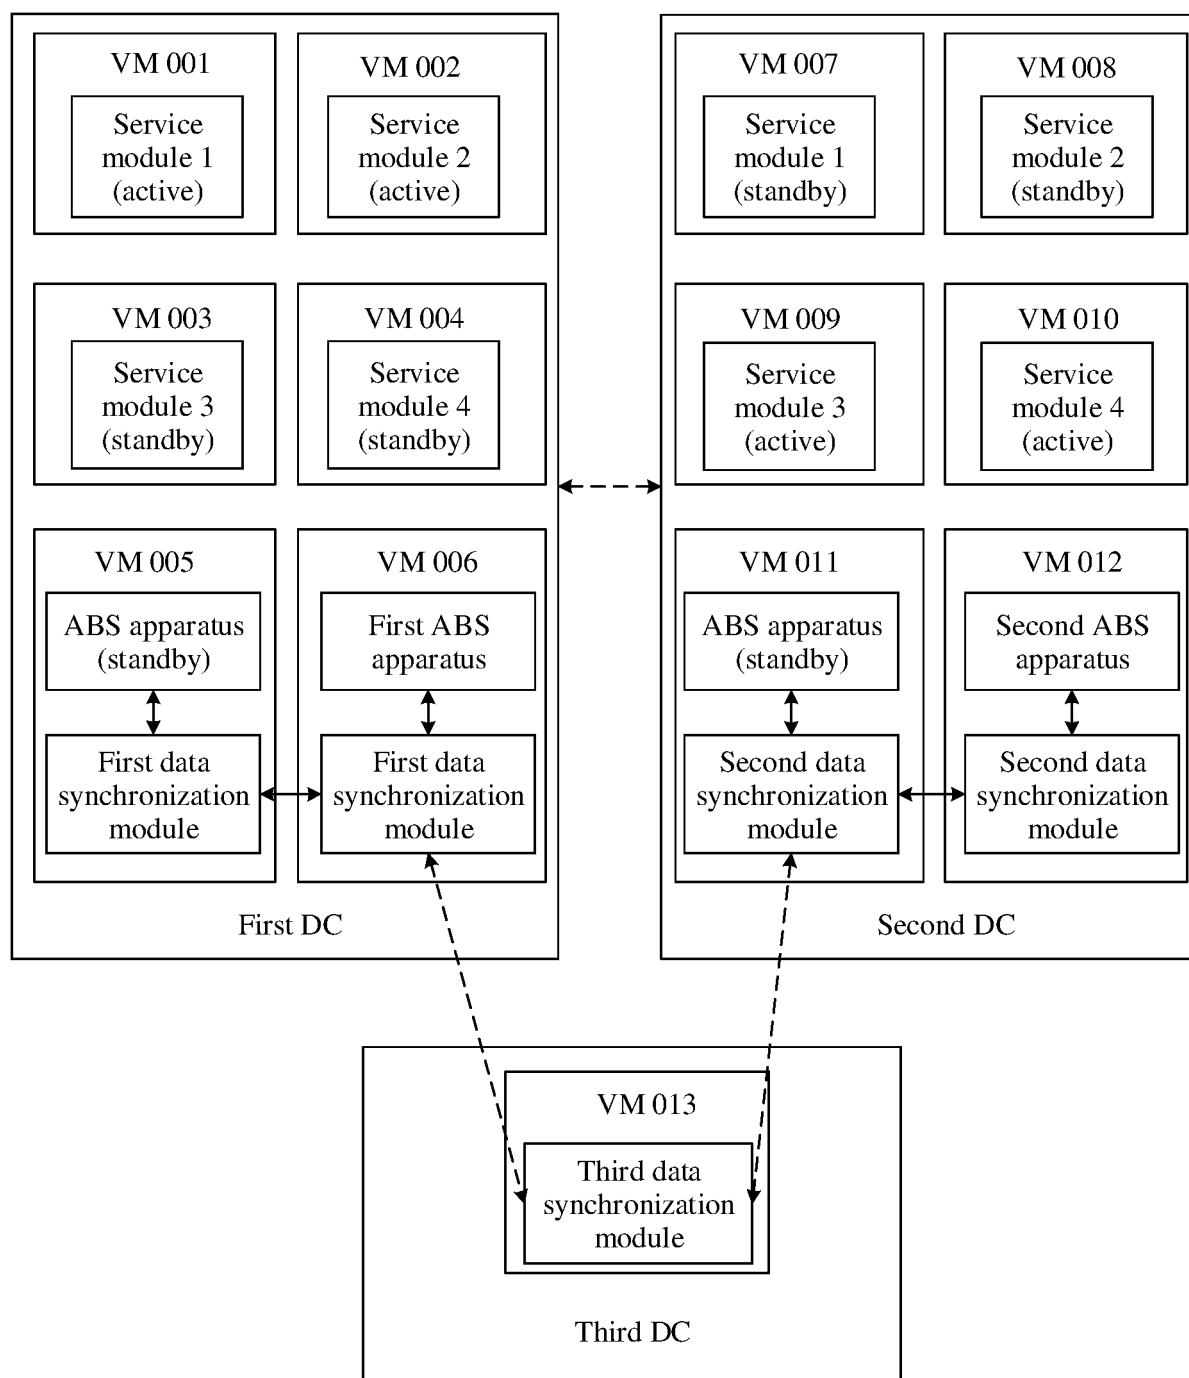 VM 001
Service
module 1
(active)
VM 002
Service
module 2
(active)
VM 003
Service
module 3
(standby)
VM 004
Service
module 4
(standby)
VM 005
ABS apparatus
(standby)
First data
synchronization
module
VM 006
First ABS
apparatus
First data
synchronization
module
First DC
VM 007
Service
module 1
(standby)
VM 008
Service
module 2
(standby)
VM 009
Service
module 3
(active)
VM 010
Service
module 4
(active)
VM 011
ABS apparatus
(standby)
Second data
synchronization
module
VM 012
Second ABS
apparatus
Second data
synchronization
module
Second DC
VM 013
Third data
synchronization
module
Third DC